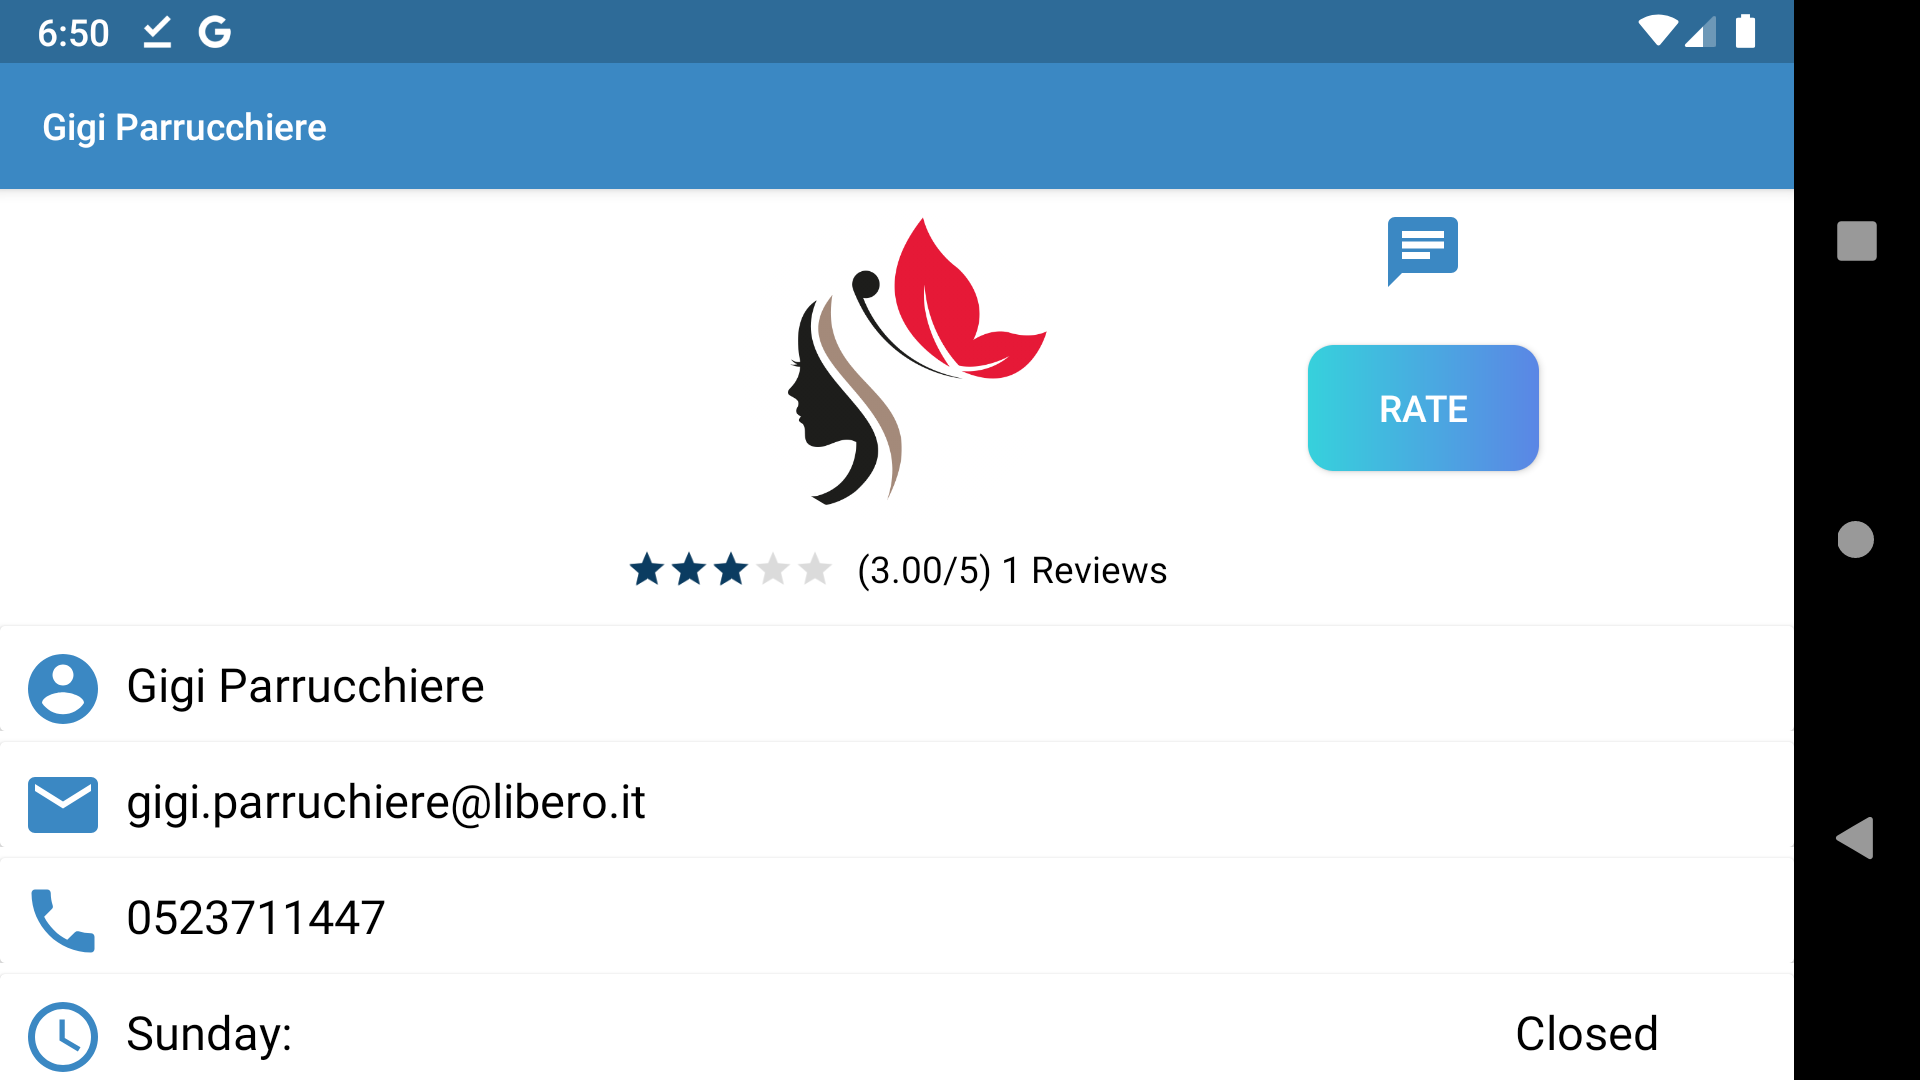 6:50
Gigi Parrucchiere
RATE
(3.00/5) 1 Reviews
Gigi Parrucchiere
gigi.parruchiere@libero.it
0523711447
Sunday: Closed